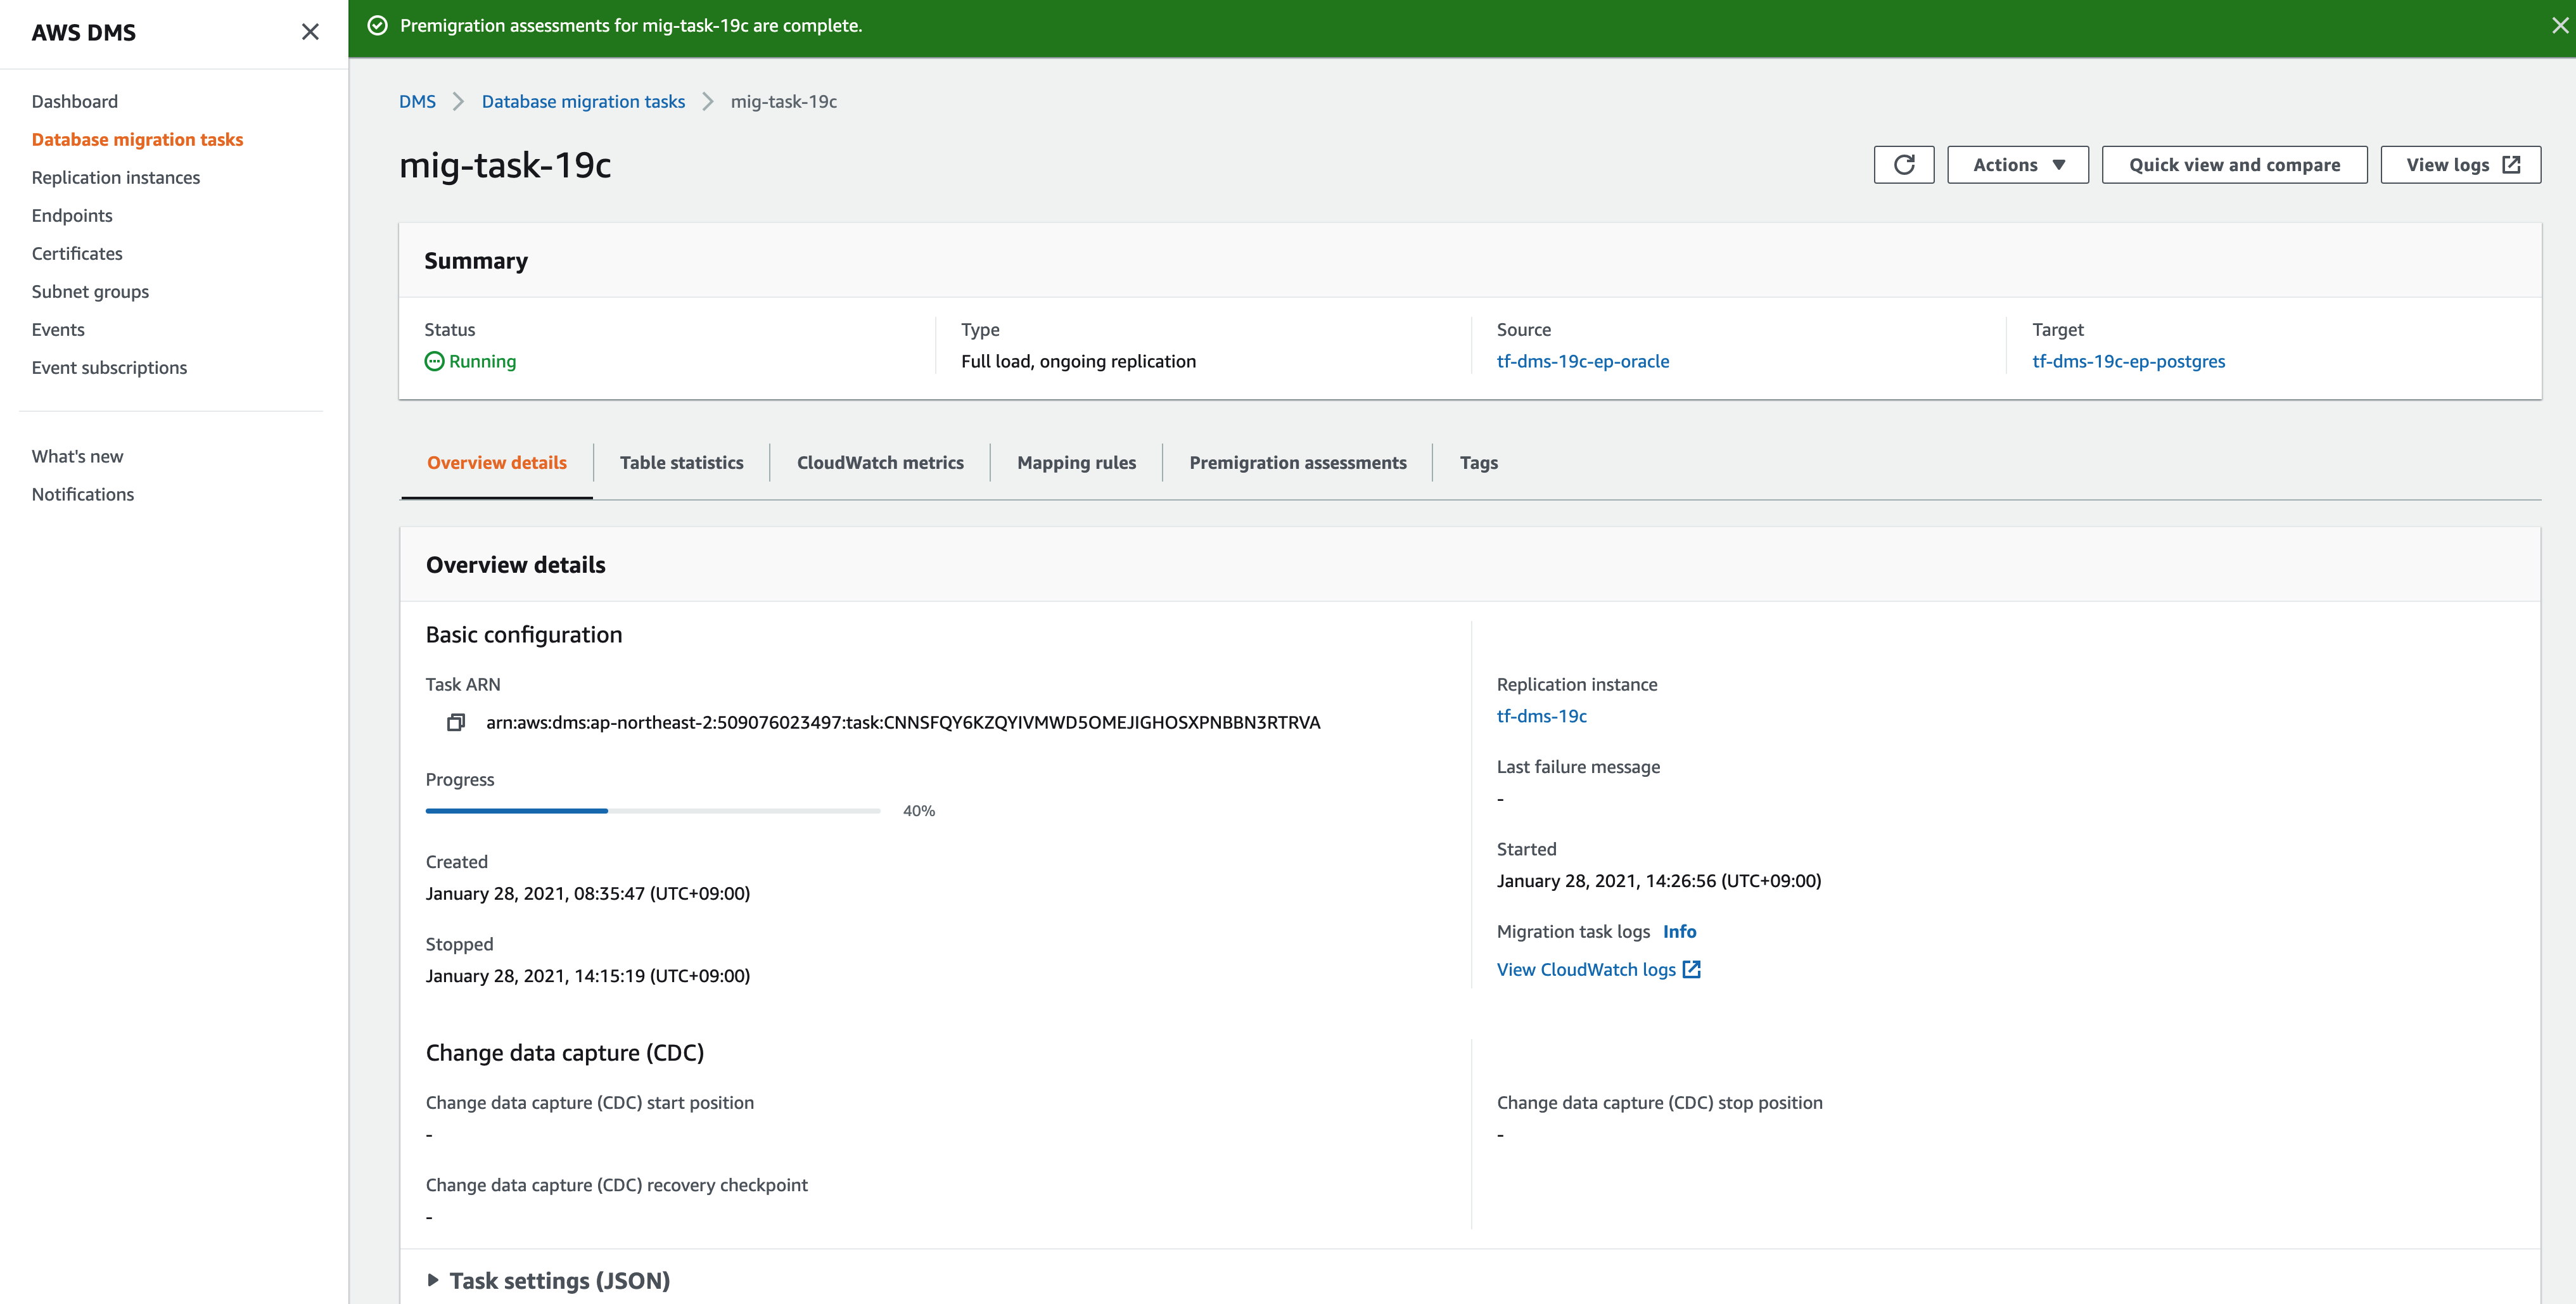 AWS DMS
Dashboard
Database migration tasks
Replication instances
Endpoints
Certificates
Subnet groups
Events
Event subscriptions
What's new
Notifications
Premigration assessments for mig-task-19c are complete.
DMS > Database migration tasks > mig-task-19c
mig-task-19c
Actions
Quick view and compare
View logs
Summary
Status
Running
Type
Full load, ongoing replication
Source
tf-dms-19c-ep-oracle
Target
tf-dms-19c-ep-postgres
Overview details
Table statistics
CloudWatch metrics
Mapping rules
Premigration assessments
Tags
Overview details
Basic configuration
Task ARN
arn:aws:dms:ap-northeast-2:509076023497:task:CNNSFQY6KZQYIVMWD5OMEJIGHOSXPNBBN3RTRVA
Progress
40%
Created
January 28, 2021, 08:35:47 (UTC+09:00)
Stopped
January 28, 2021, 14:15:19 (UTC+09:00)
Replication instance
tf-dms-19c
Last failure message
-
Started
January 28, 2021, 14:26:56 (UTC+09:00)
Migration task logs Info
View CloudWatch logs
Change data capture (CDC)
Change data capture (CDC) start position
-
Change data capture (CDC) recovery checkpoint
-
Change data capture (CDC) stop position
-
Task settings (JSON)